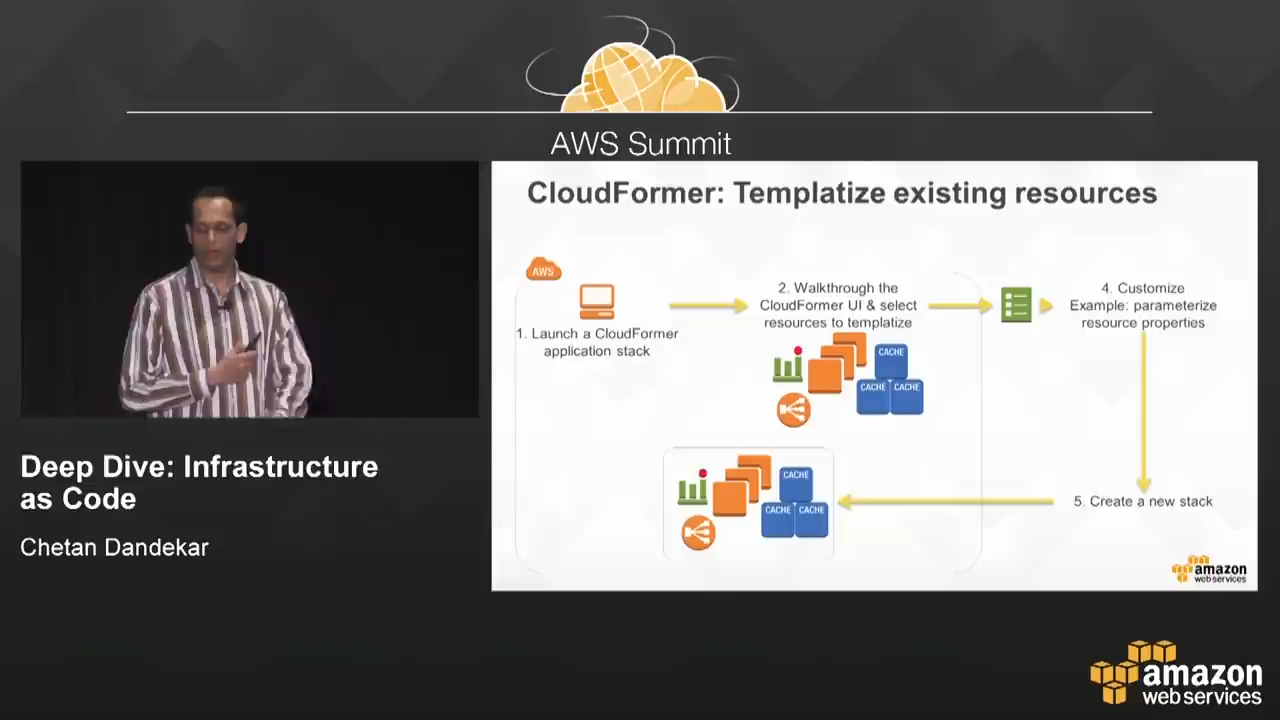 AWS Summit
CloudFormer: Templatize existing resources
AWS
1. Launch a CloudFormer
application stack
2. Walkthrough the
CloudFormer UI & select
resources to templatize
CACHE
CACHE
CACHE
4. Customize
Example: parameterize
resource properties
CACHE
CACHE
CACHE
5. Create a new stack
amazon
web services
Deep Dive: Infrastructure
as Code
Chetan Dandekar
amazon
web services